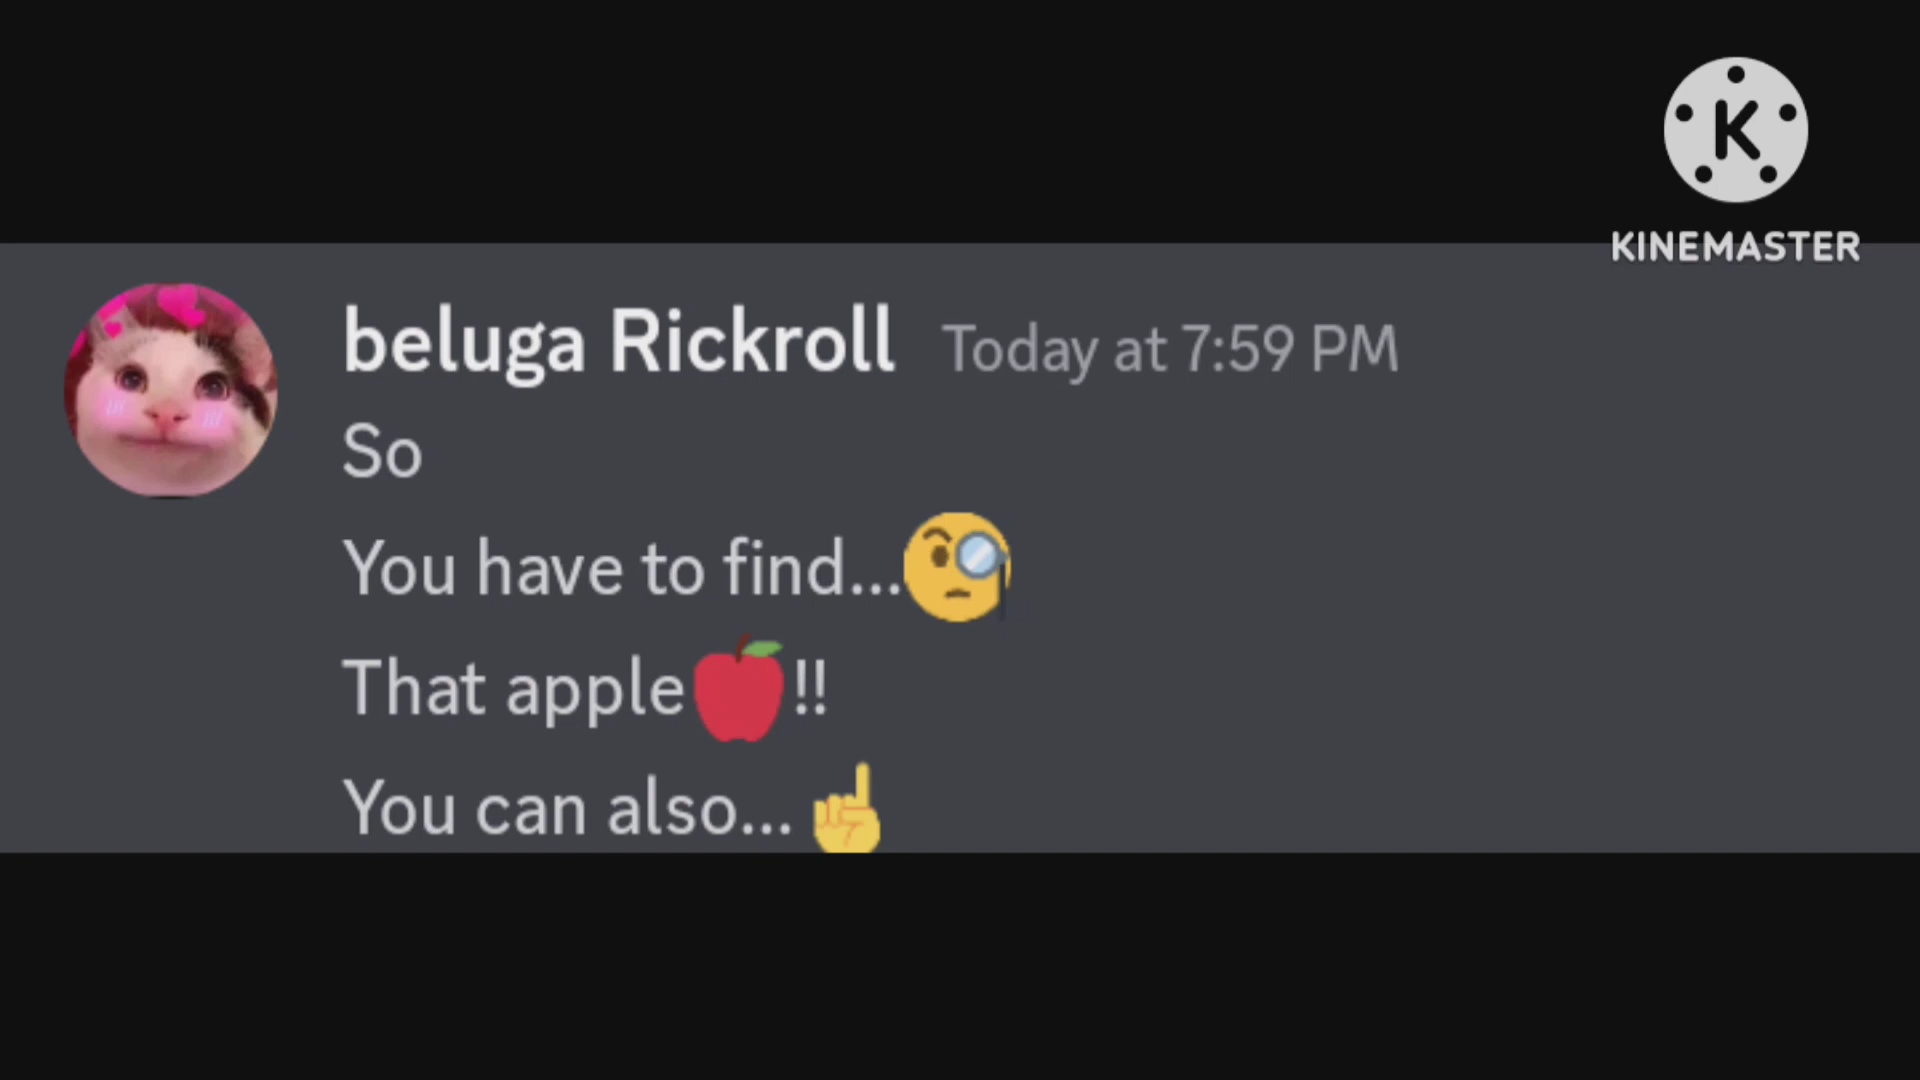 K
KINEMASTER
beluga Rickroll Today at 7:59 PM
So
You have to find...🧐
That apple🍎!!
You can also... ☝️